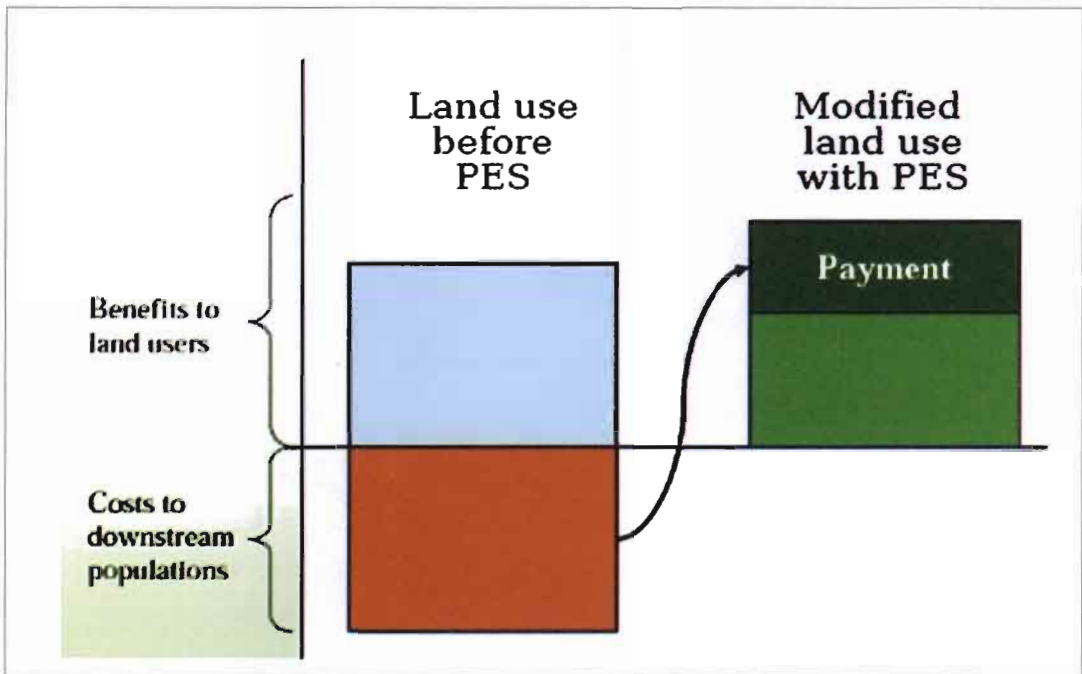 Land use
before
PES
Modified
land use
with PES
Payment
Benefits to
land users
Costs to
downstream
populations